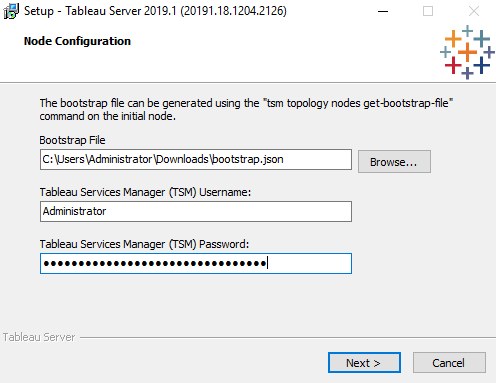 Setup - Tableau Server 2019.1 (20191.18.1204.2126)
Node Configuration
The bootstrap file can be generated using the "tsm topology nodes get-bootstrap-file"
command on the initial node.
Bootstrap File
C:\Users\Administrator\Downloads\bootstrap.json
Browse...
Tableau Services Manager (TSM) Username:
Administrator
Tableau Services Manager (TSM) Password:
••••••••••••••••••••••••••••••••
Tableau Server
Next >
Cancel